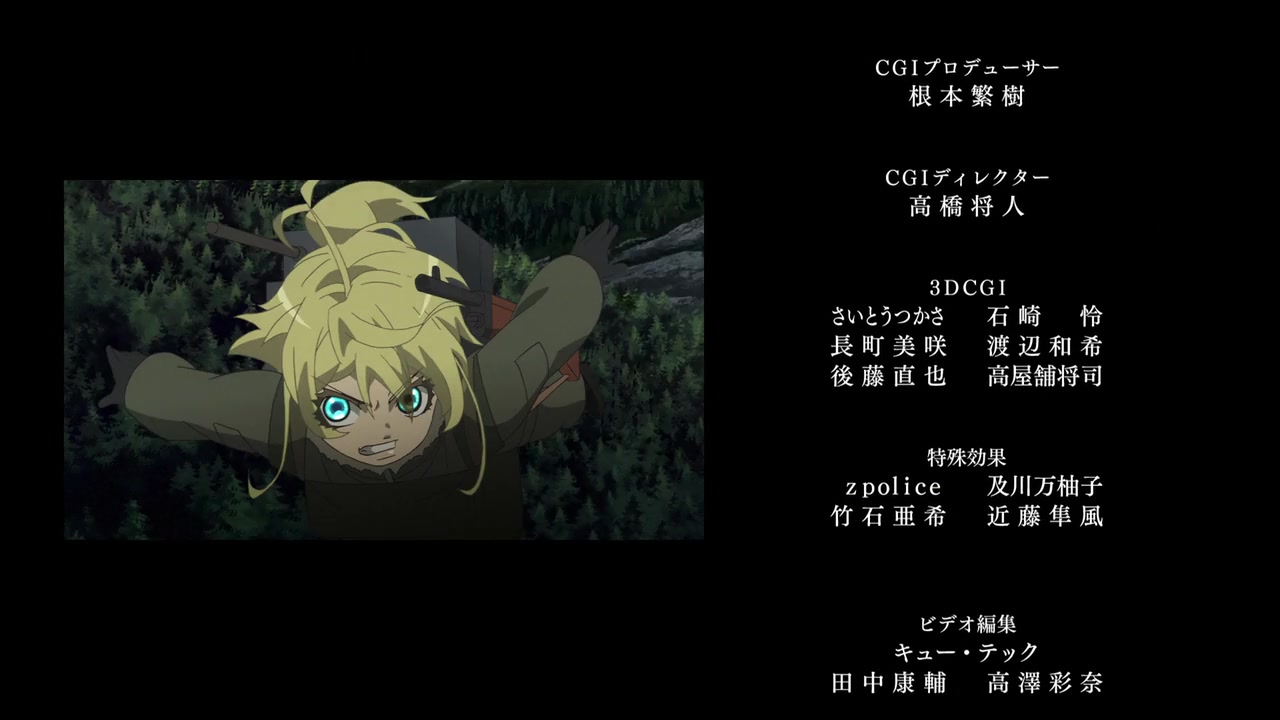 CGIプロデューサー
根本繁樹
CGIディレクター
高橋将人
3DCGI
さいとうつかさ 石崎 怜
長町美咲 渡辺和希
後藤直也 高屋舗将司
特殊効果
zpolice 及川万柚子
竹石亜希 近藤隼風
ビデオ編集
キュー・テック
田中康輔 高澤彩奈